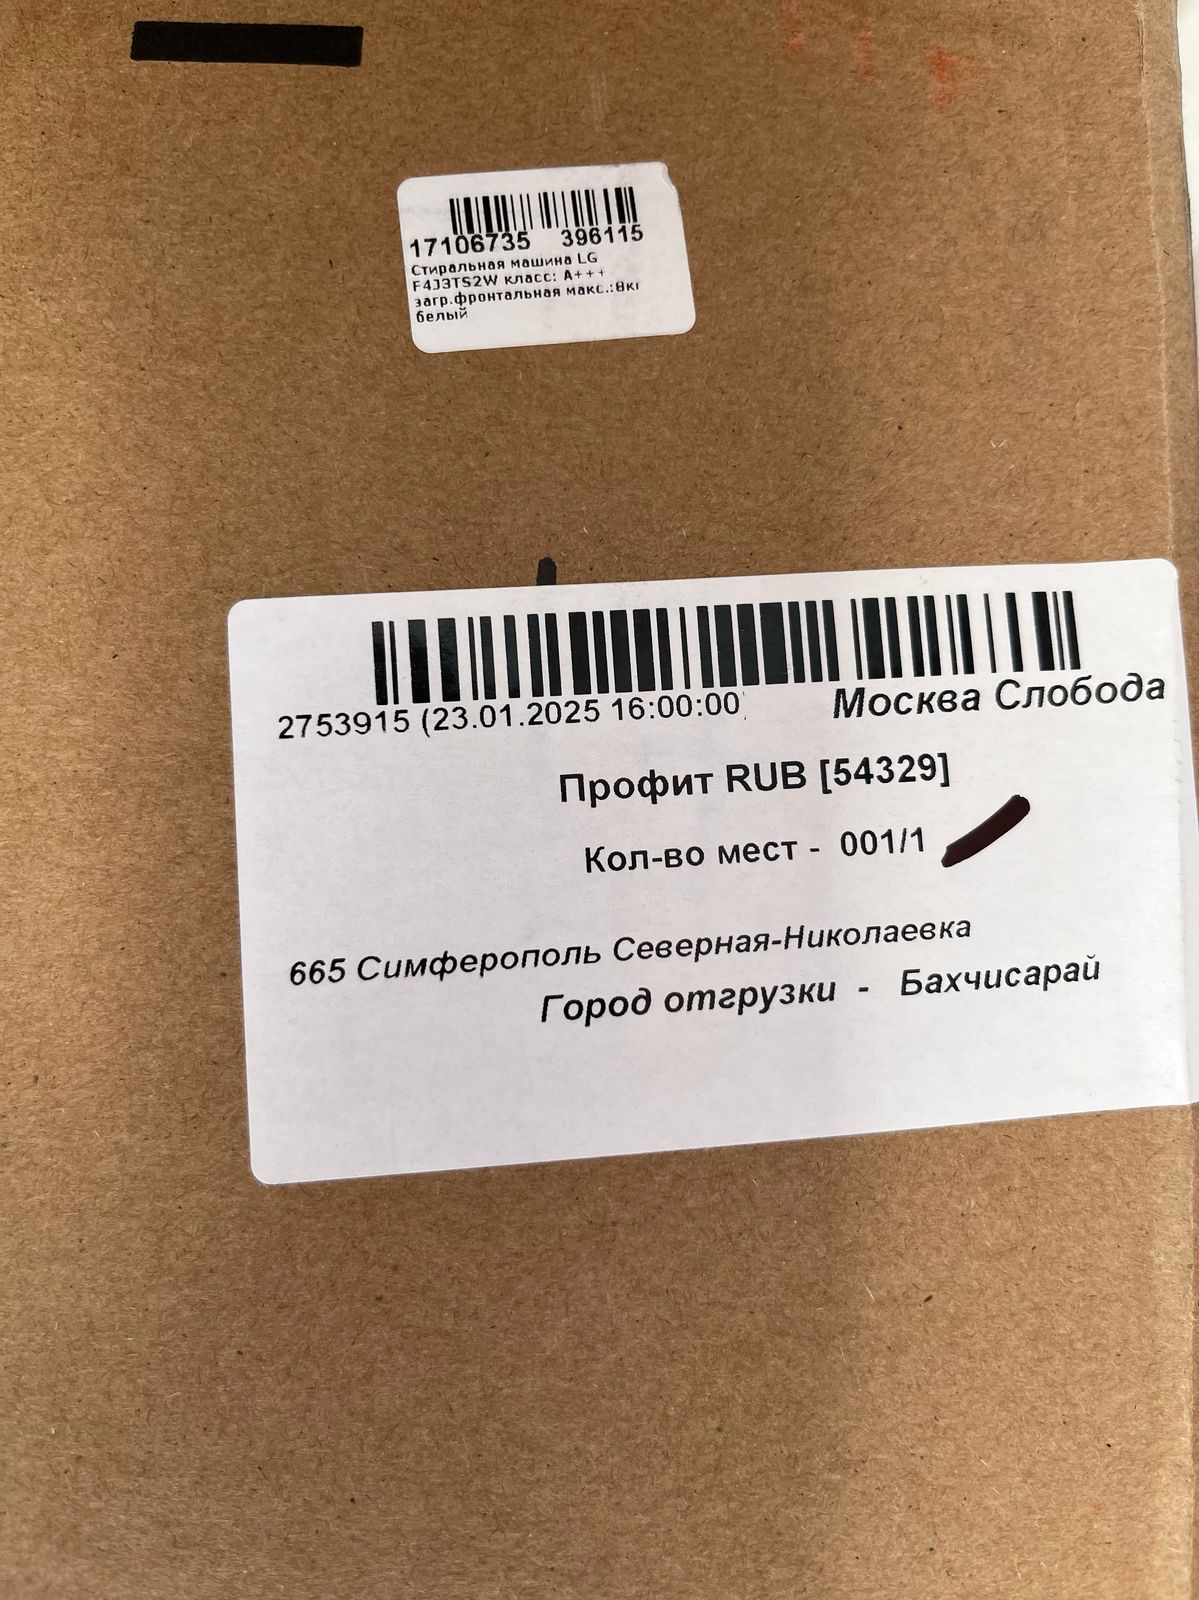 17106735 396115
Стиральная машина LG
F4J3TS2W класс: A+++
загр.фронтальная макс.:8кг
белый
2753915 (23.01.2025 16:00:00)
Москва Слобода
Профит RUB [54329]
Кол-во мест - 001/1
665 Симферополь Северная-Николаевка
Город отгрузки - Бахчисарай